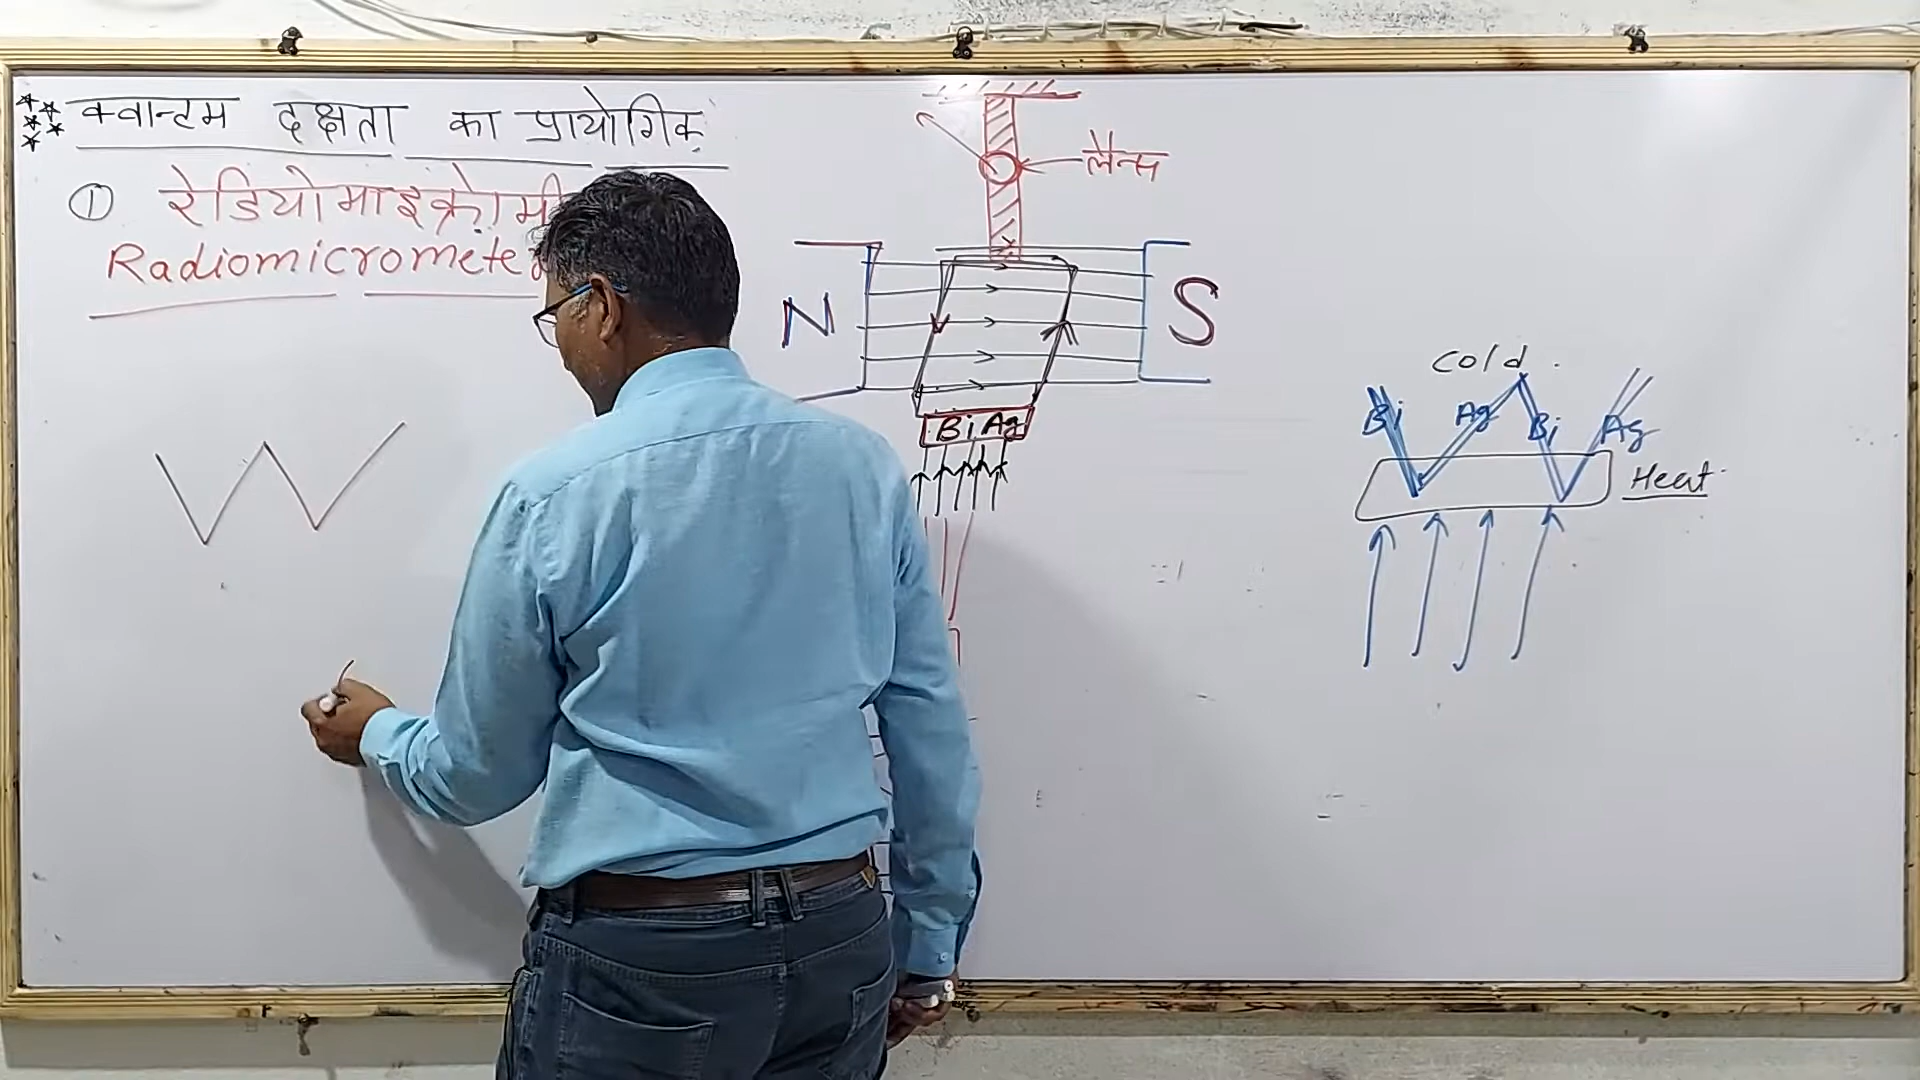 क्वान्टम दक्षता का प्रायोगिक
① रेडियोमाइक्रोमी
Radiomicromete
लैन्स
N
S
Bi Ag
Cold
Bi Ag Bi Ag
Heat